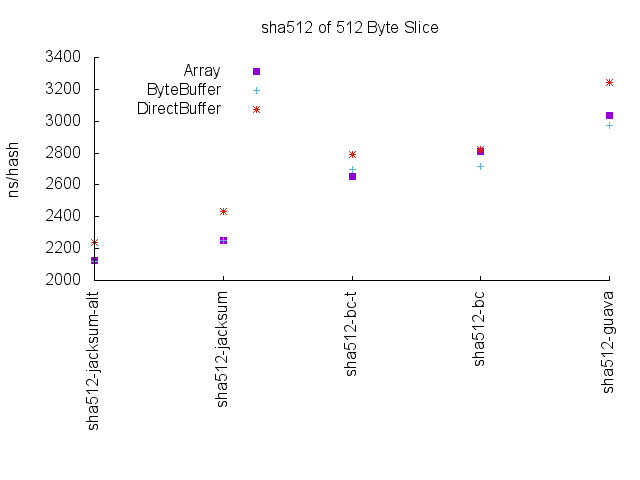 sha512 of 512 Byte Slice
3400
3200
3000
2800
2600
2400
2200
2000
ns/hash
Array
ByteBuffer
DirectBuffer
sha512-jacksum-alt
sha512-jacksum
sha512-bc-t
sha512-bc
sha512-guava